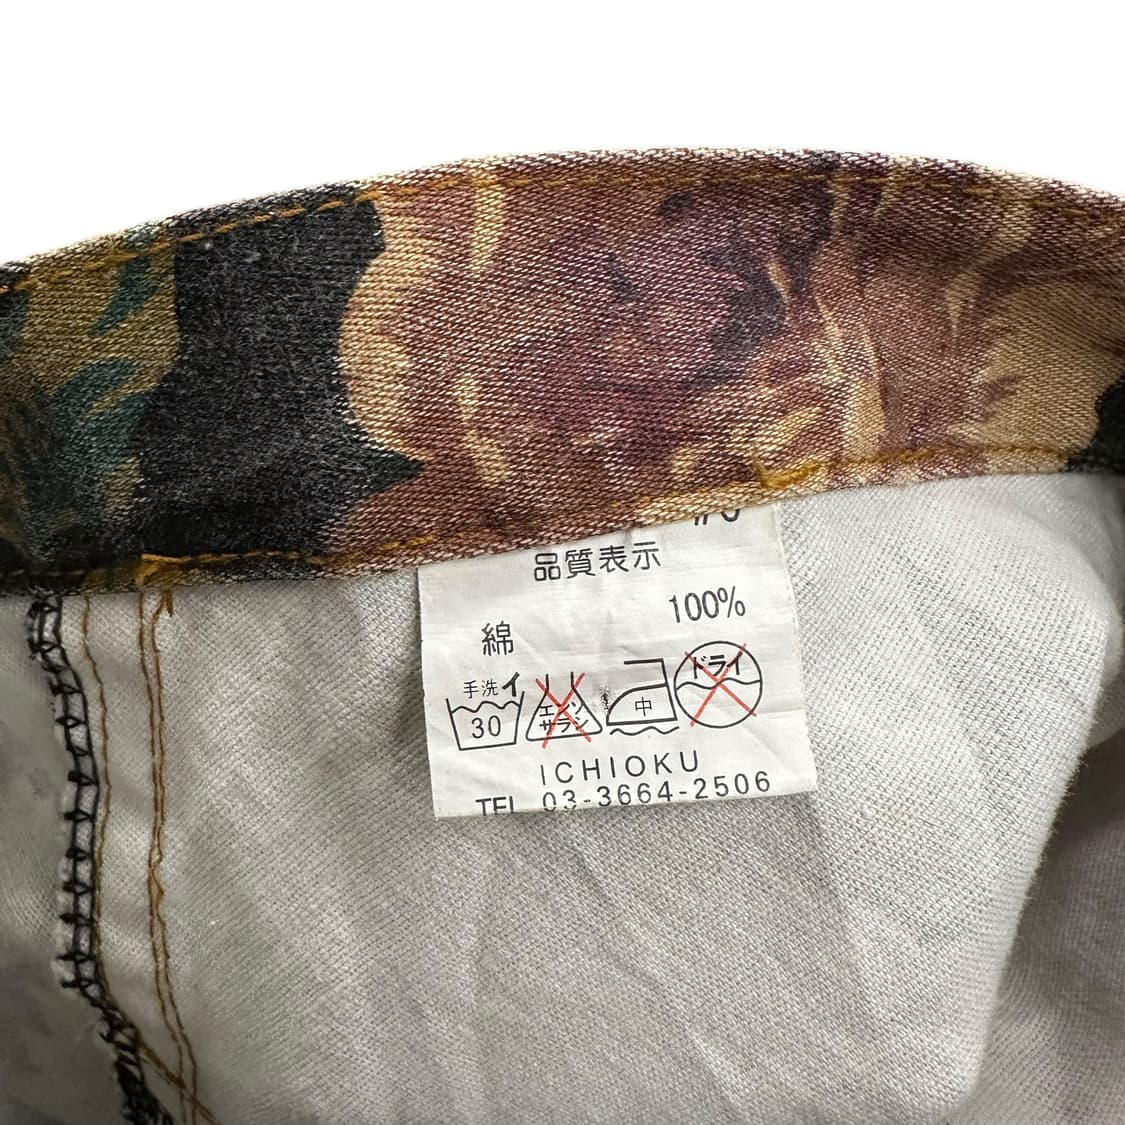 品質表示
綿 100%
手洗イ エンソ ドライ
30 サラシ 中
ICHIOKU
TEL 03-3664-2506